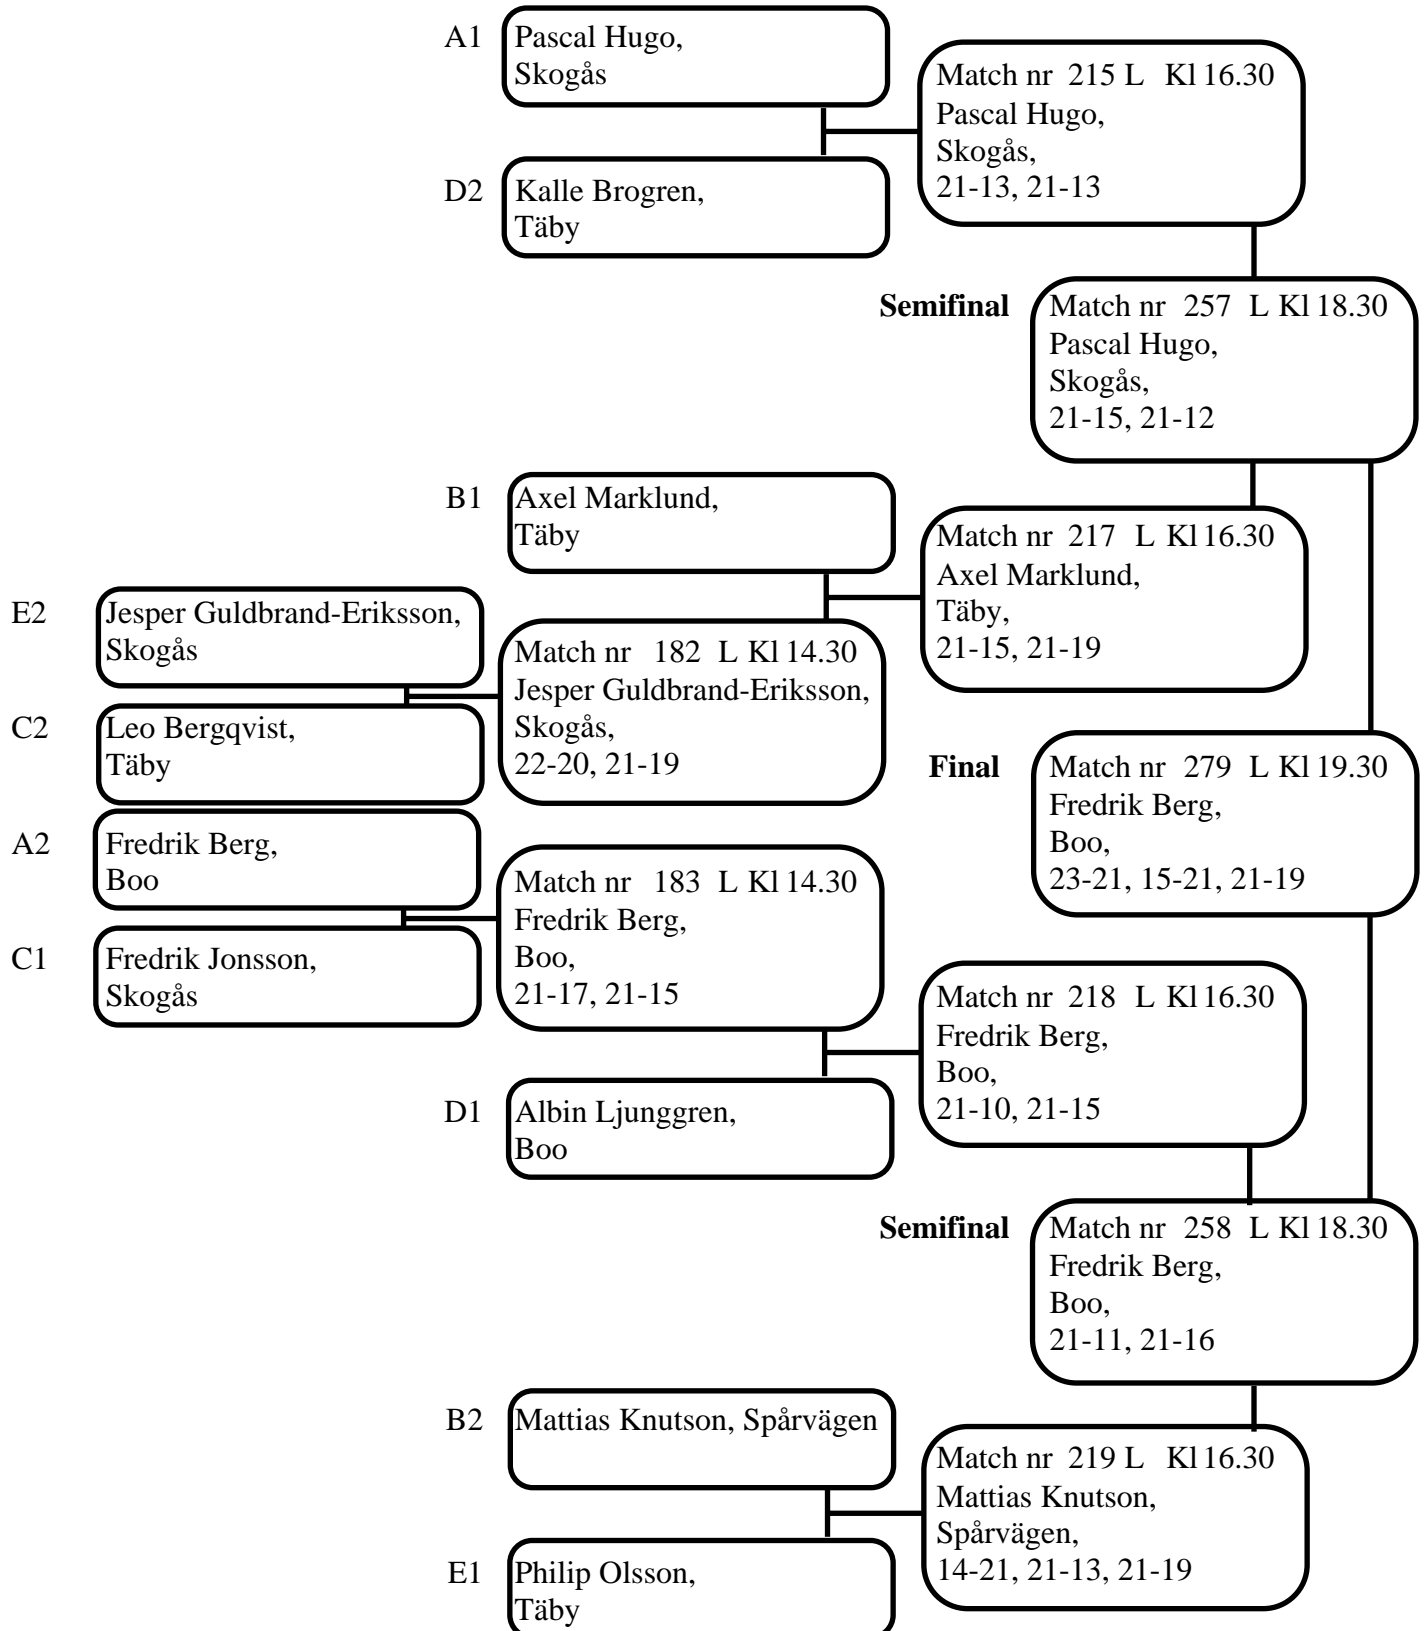 A1
Pascal Hugo,
Skogås
Match nr 215 L Kl 16.30
Pascal Hugo,
Skogås,
21-13, 21-13
D2
Kalle Brogren,
Täby
Semifinal
Match nr 257 L Kl 18.30
Pascal Hugo,
Skogås,
21-15, 21-12
B1
Axel Marklund,
Täby
Match nr 217 L Kl 16.30
Axel Marklund,
Täby,
21-15, 21-19
E2
Jesper Guldbrand-Eriksson,
Skogås
Match nr 182 L Kl 14.30
Jesper Guldbrand-Eriksson,
Skogås,
22-20, 21-19
C2
Leo Bergqvist,
Täby
Final
Match nr 279 L Kl 19.30
Fredrik Berg,
Boo,
23-21, 15-21, 21-19
A2
Fredrik Berg,
Boo
Match nr 183 L Kl 14.30
Fredrik Berg,
Boo,
21-17, 21-15
C1
Fredrik Jonsson,
Skogås
Match nr 218 L Kl 16.30
Fredrik Berg,
Boo,
21-10, 21-15
D1
Albin Ljunggren,
Boo
Semifinal
Match nr 258 L Kl 18.30
Fredrik Berg,
Boo,
21-11, 21-16
B2
Mattias Knutson, Spårvägen
Match nr 219 L Kl 16.30
Mattias Knutson,
Spårvägen,
14-21, 21-13, 21-19
E1
Philip Olsson,
Täby